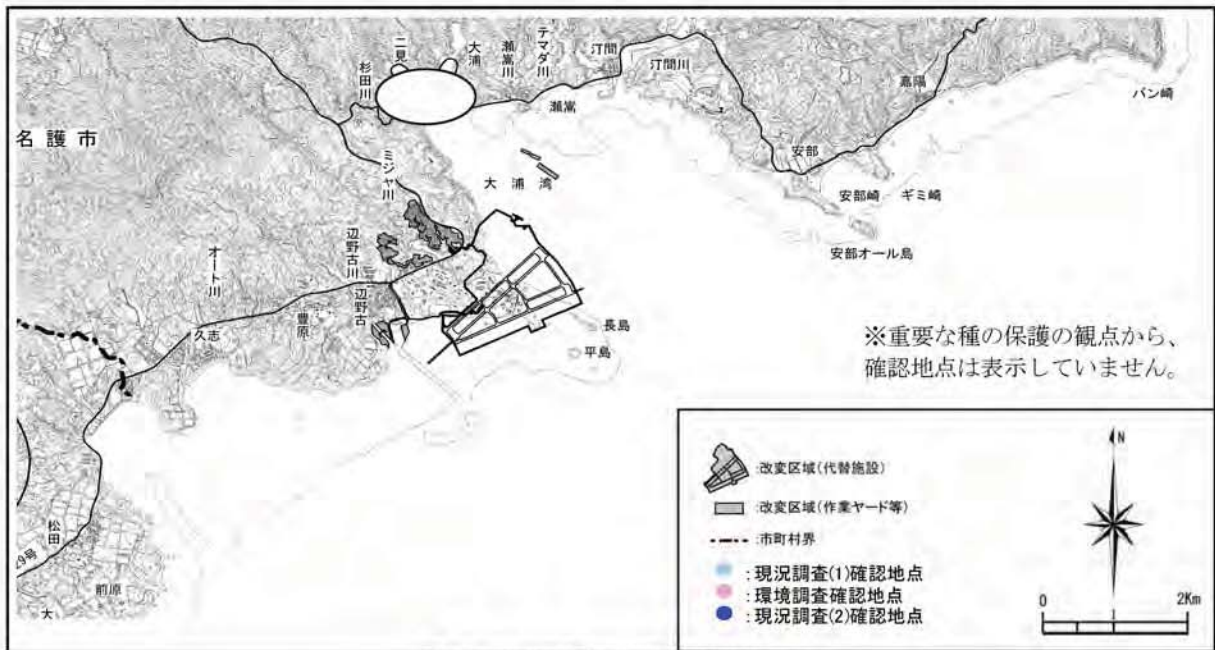 名護市
杉田川
二見
大浦
瀬嵩川
テマダ川
汀間
汀間川
瀬嵩
嘉陽
バン崎
安部
安部崎
ギミ崎
安部オール島
大浦湾
ミジャ川
辺野古川
辺野古
オート川
豊原
久志
長島
平島
松田
29号
前原
大
※重要な種の保護の観点から、
確認地点は表示していません。
:改変区域(代替施設)
:改変区域(作業ヤード等)
:市町村界
:現況調査(1)確認地点
:環境調査確認地点
:現況調査(2)確認地点
N
0 2Km